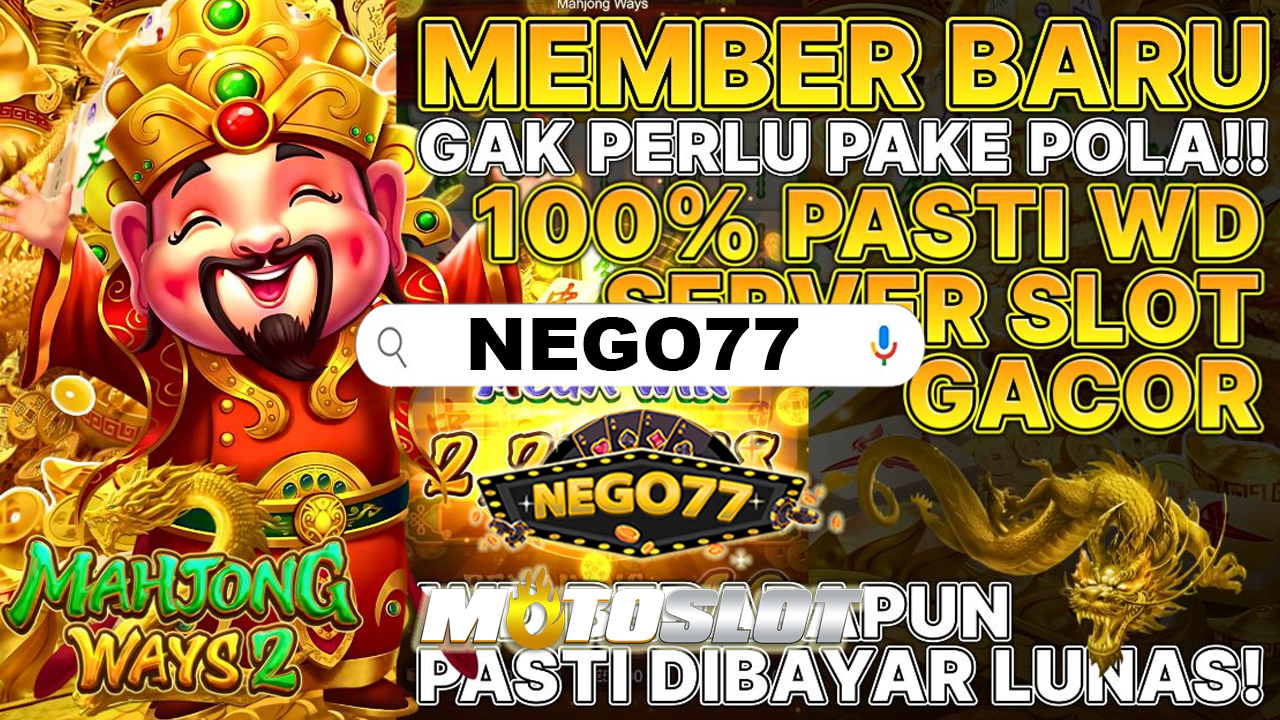 Mahjong Ways
MEMBER BARU
GAK PERLU PAKE POLA!!
100% PASTI WD
SERVER SLOT
NEGO77
GACOR
NEGO77
MAHJONG
WAYS 2
MOTOSLOT
PASTI DIBAYAR LUNAS!